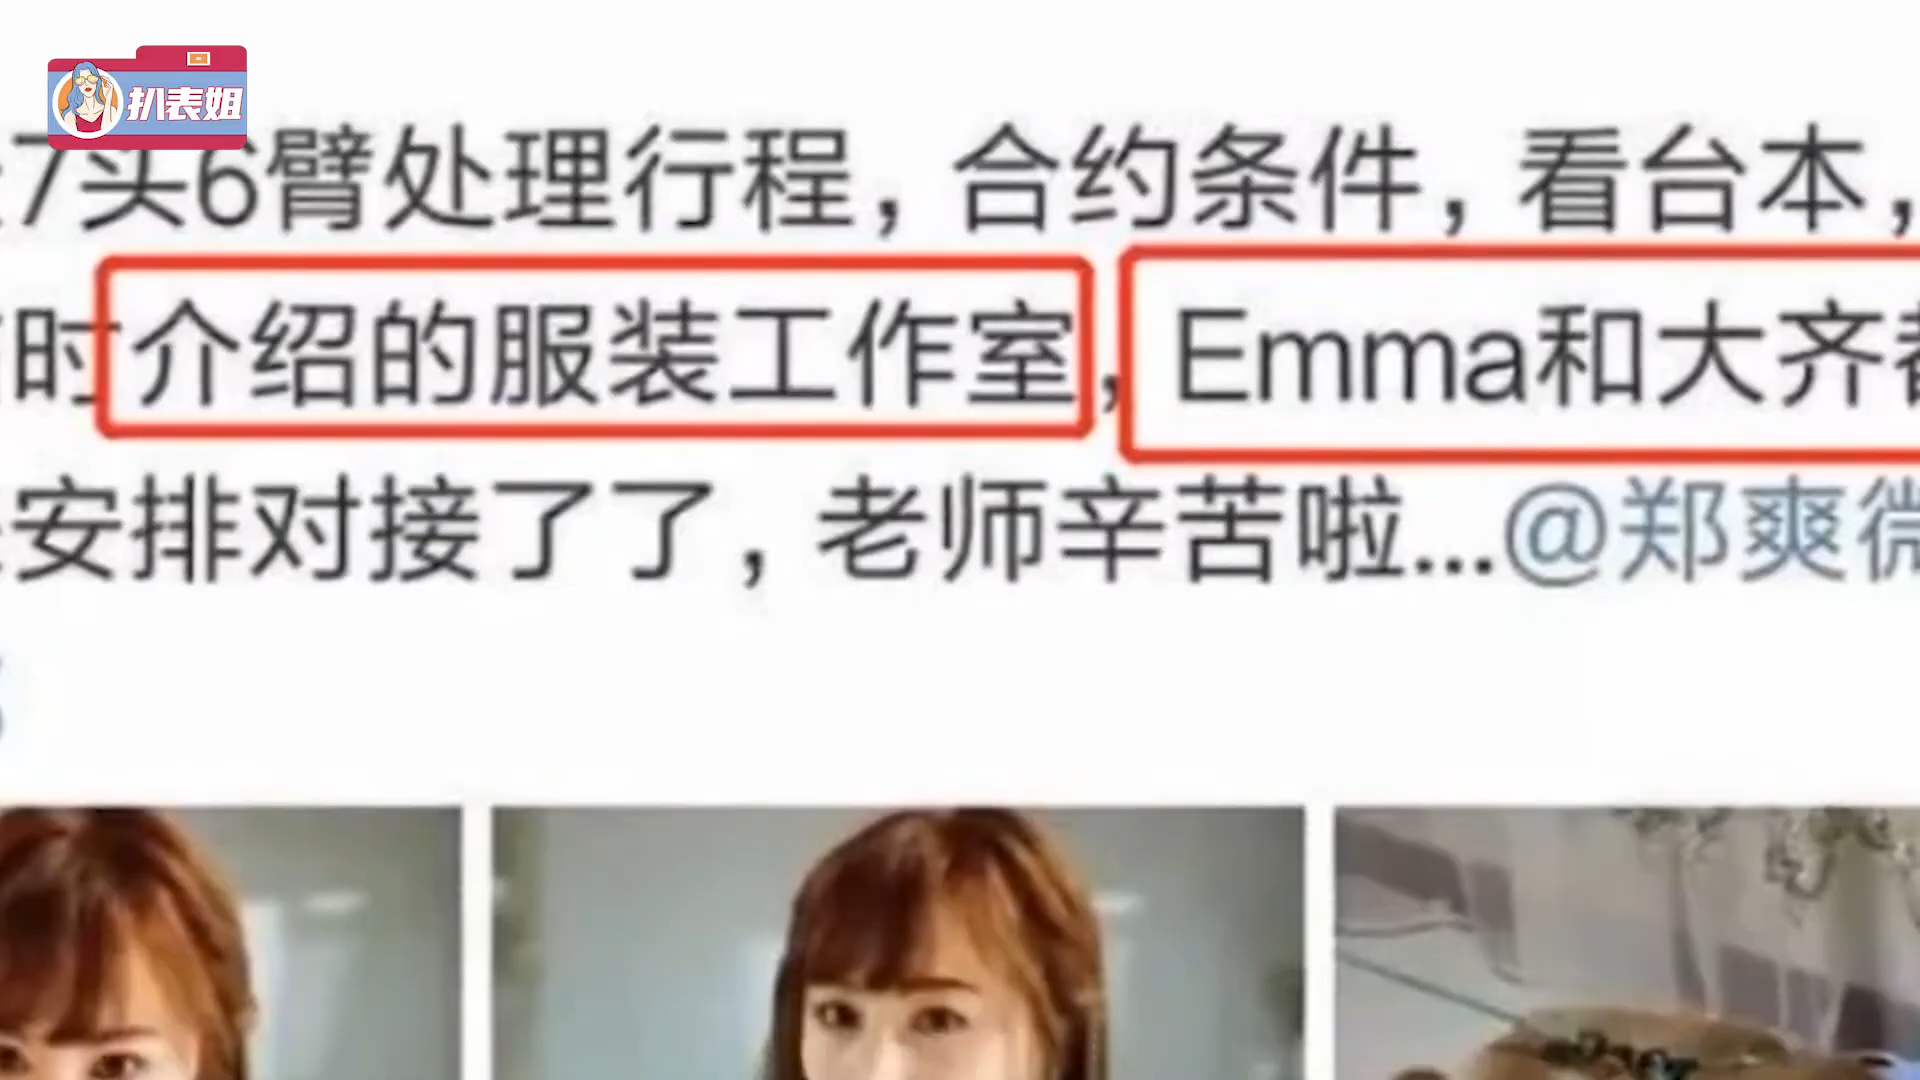 扒表姐
7头6臂处理行程，合约条件，看台本，
时介绍的服装工作室，Emma和大齐
安排对接了了，老师辛苦啦...@郑爽微